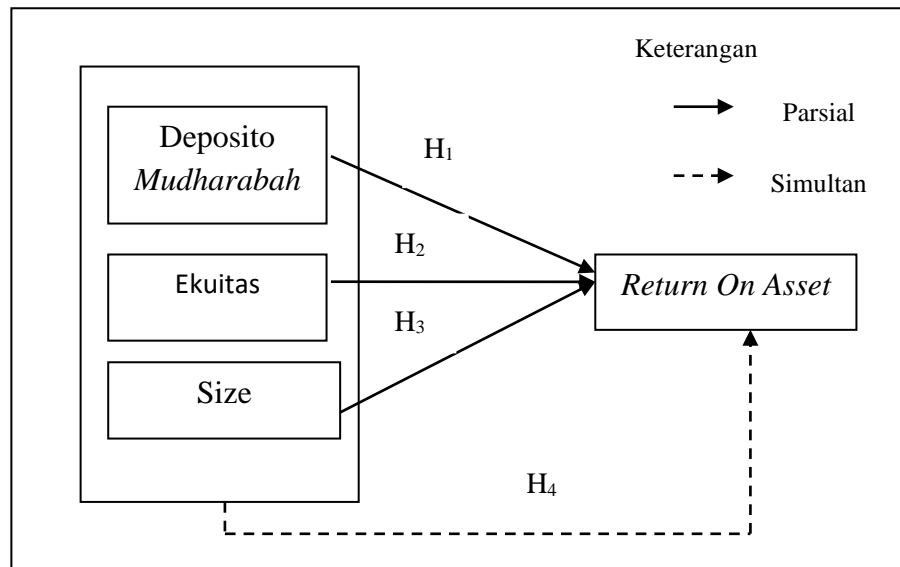 Keterangan
Parsial
Simultan
Deposito
Mudharabah
Ekuitas
Size
H₁
H₂
H₃
Return On Asset
H₄